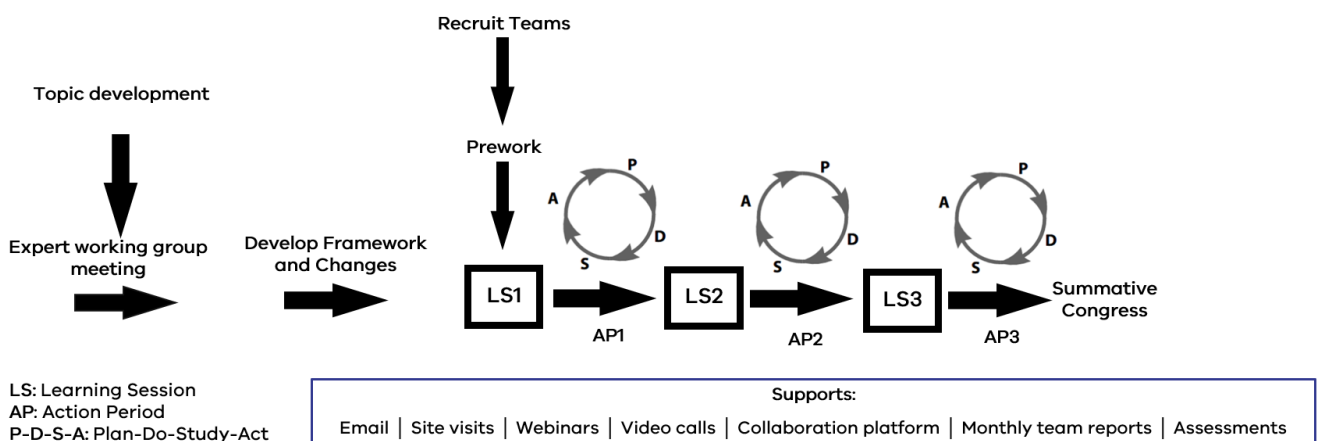 Recruit Teams
Topic development
Prework
Expert working group
meeting
Develop Framework
and Changes
P
D
S
A
P
D
S
A
P
D
S
A
LS1
LS2
LS3
AP1
AP2
AP3
Summative
Congress
LS: Learning Session
AP: Action Period
P-D-S-A: Plan-Do-Study-Act
Supports:
Email | Site visits | Webinars | Video calls | Collaboration platform | Monthly team reports | Assessments